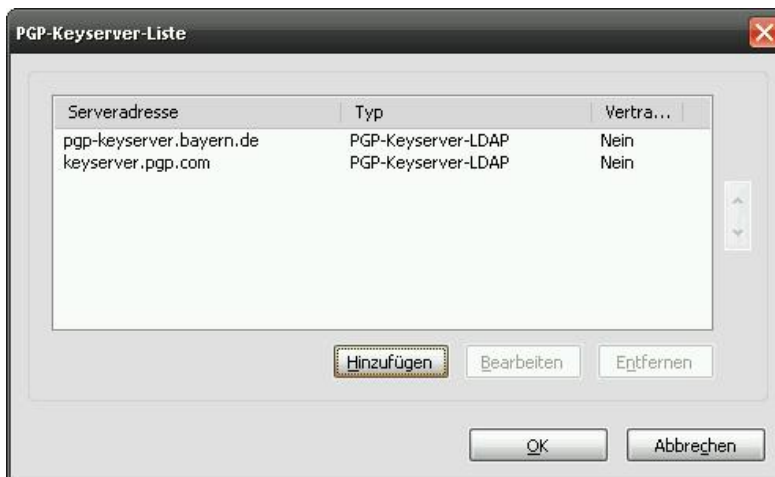 PGP-Keyserver-Liste
Serveradresse Typ Vertra...
pgp-keyserver.bayern.de PGP-Keyserver-LDAP Nein
keyserver.pgp.com PGP-Keyserver-LDAP Nein
Hinzufügen Bearbeiten Entfernen
OK Abbrechen